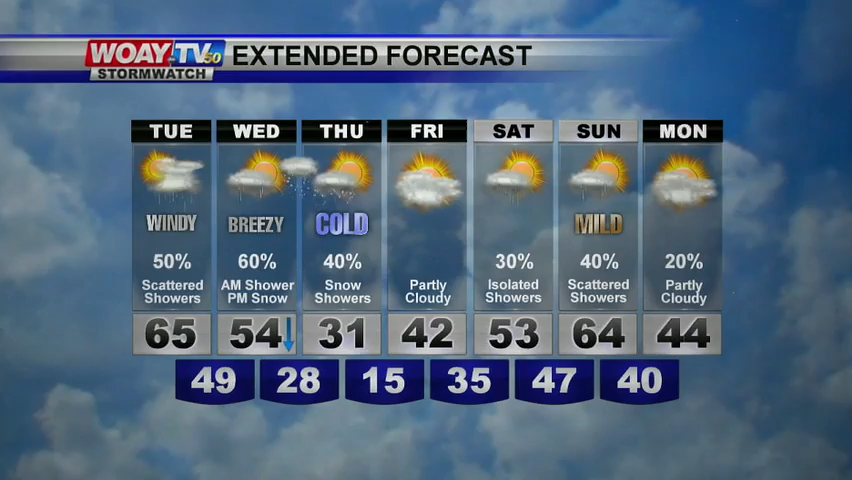 WOAY-TV 50
STORMWATCH
EXTENDED FORECAST
TUE WED THU FRI SAT SUN MON
WINDY BREEZY COLD MILD
50% 60% 40% 30% 40% 20%
Scattered AM Shower Snow Partly Isolated Scattered Partly
Showers PM Snow Showers Cloudy Showers Showers Cloudy
65 54 31 42 53 64 44
49 28 15 35 47 40